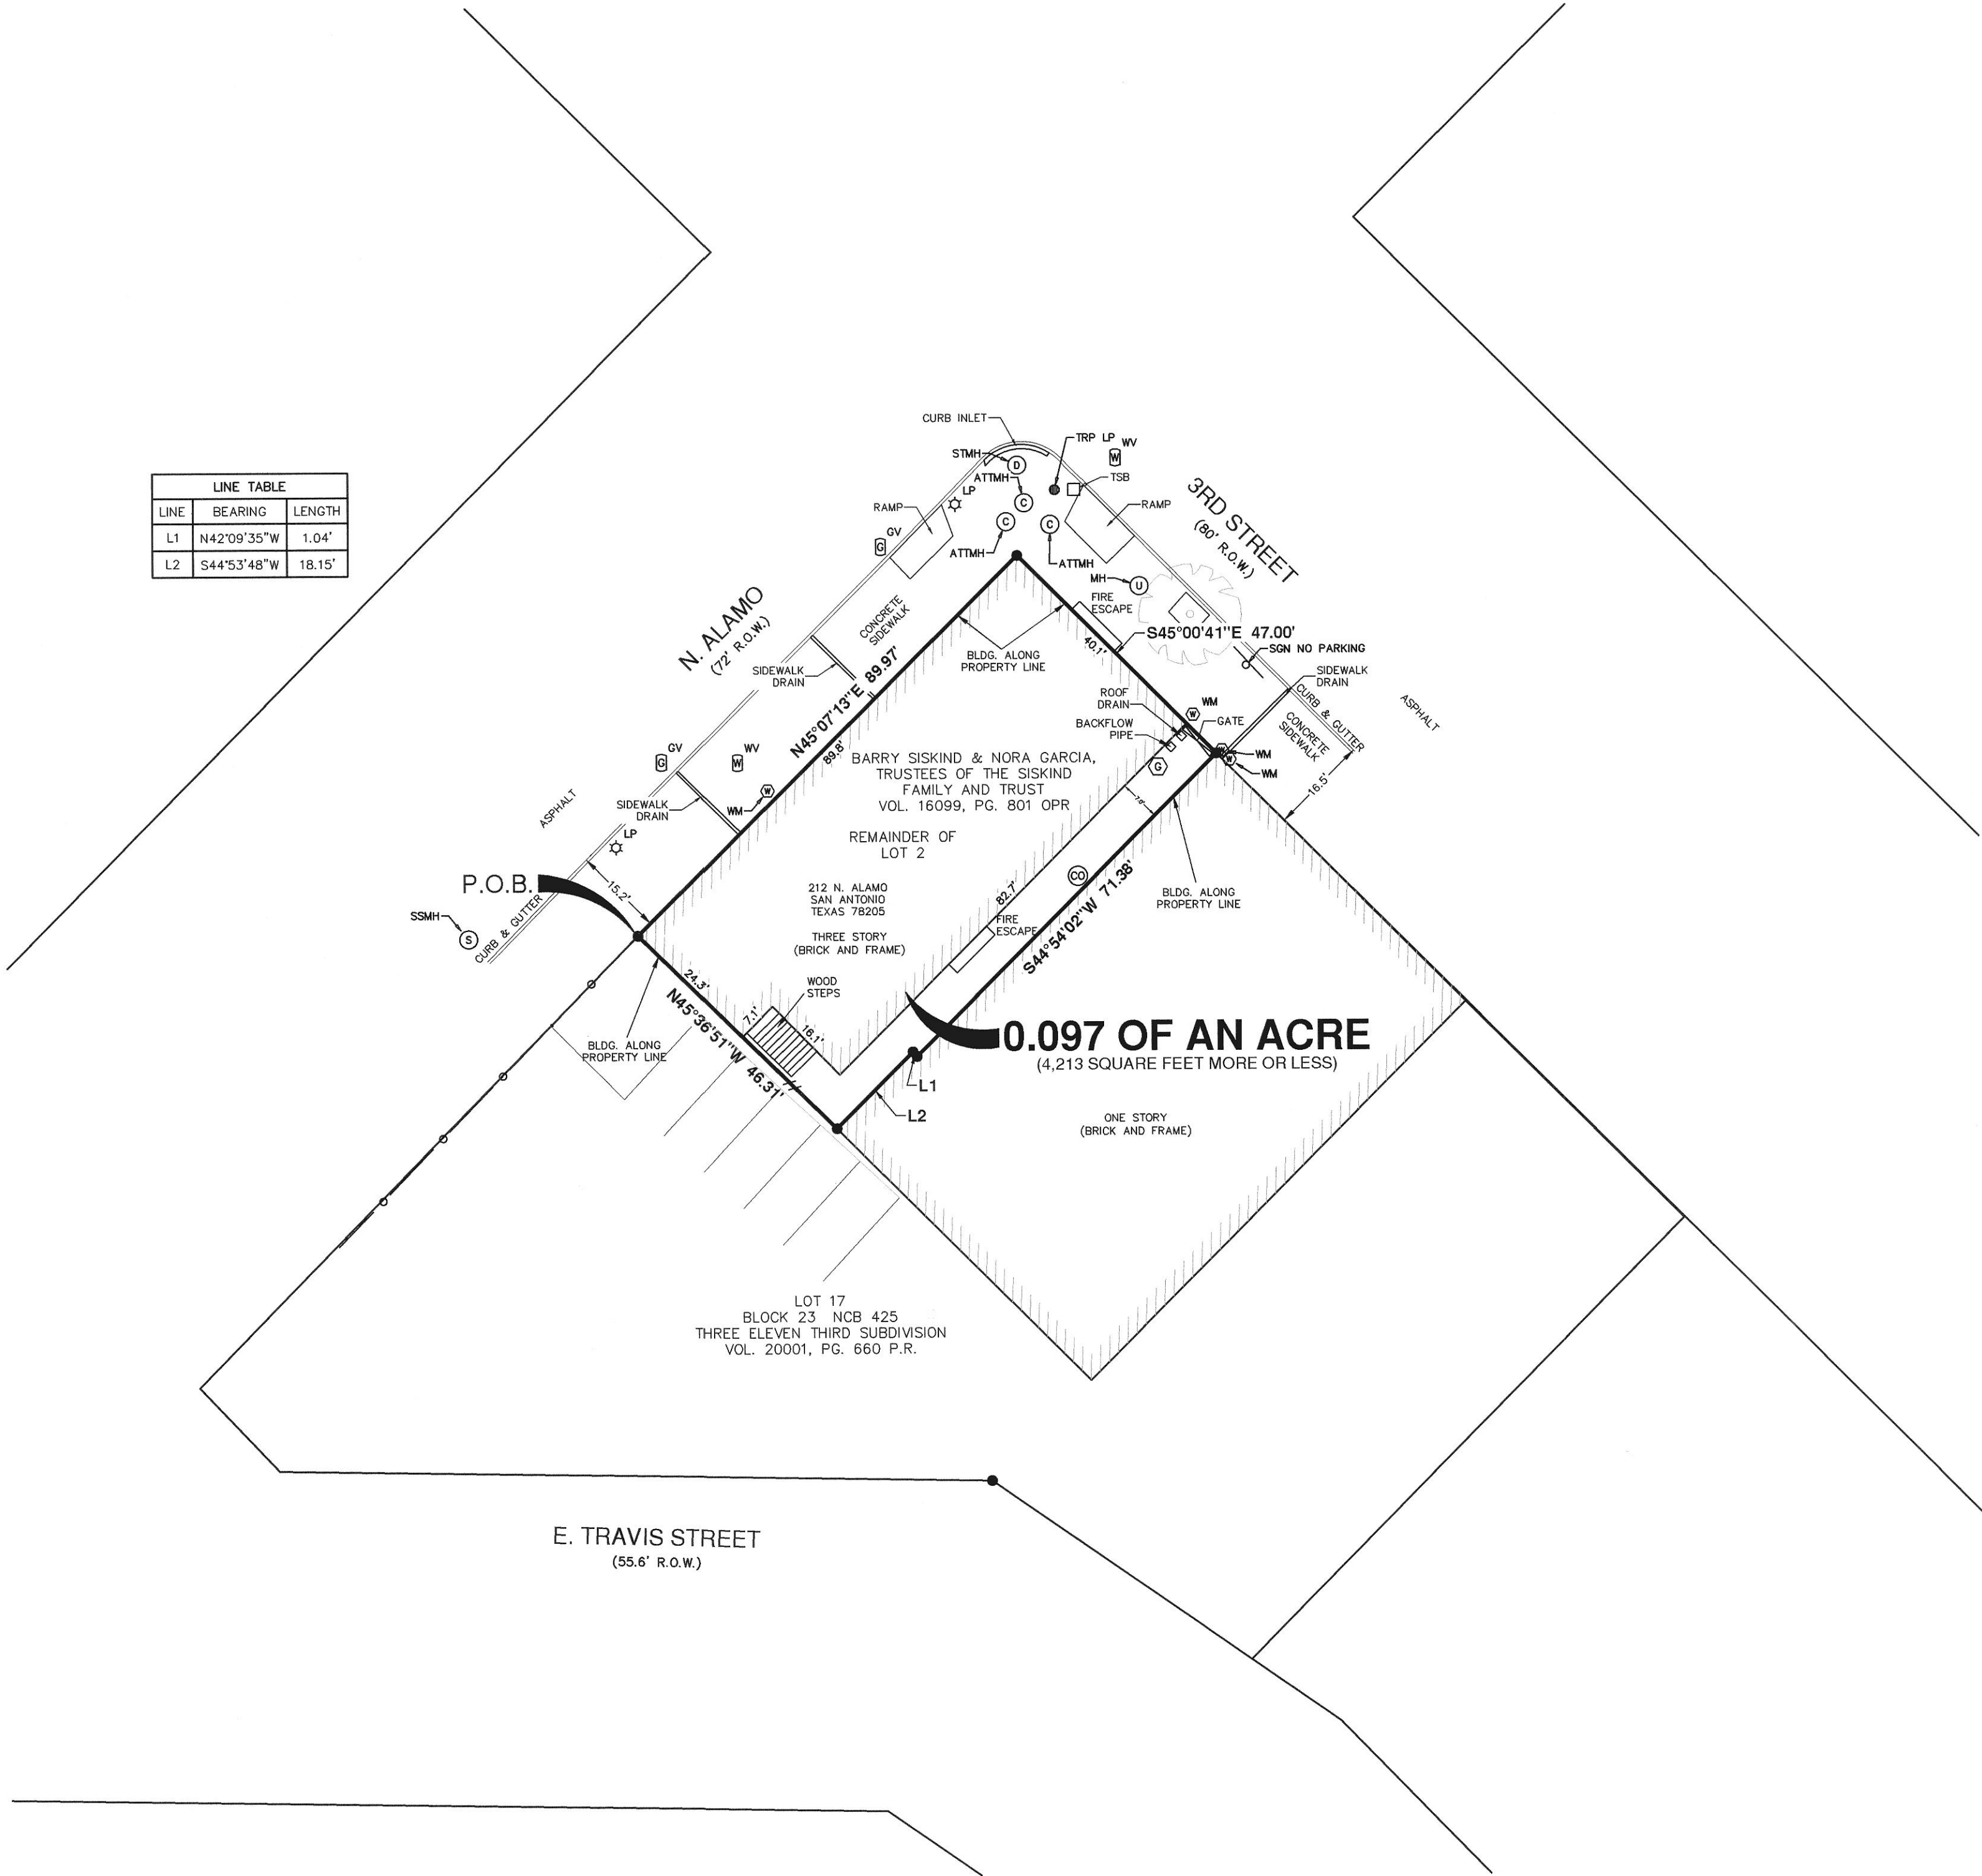 CURB INLET
TRP LP
WV
W
STMH
D
ATTMH
C
TSB
LP
RAMP
C
C
RAMP
3RD STREET
(80' R.O.W.)
GV
G
ATTMH
ATTMH
MH
U
LINE TABLE
LINE BEARING LENGTH
L1 N42°09'35"W 1.04'
L2 S44°53'48"W 18.15'
N. ALAMO
(72' R.O.W.)
CONCRETE
SIDEWALK
FIRE
ESCAPE
S45°00'41"E 47.00'
40.1'
SGN NO PARKING
BLDG. ALONG
PROPERTY LINE
SIDEWALK
DRAIN
SIDEWALK
DRAIN
N45°07'13"E 89.97'
89.8'
ROOF
DRAIN
WM
W
GATE
BACKFLOW
PIPE
CURB & GUTTER
CONCRETE
SIDEWALK
ASPHALT
W
WM
W
WM
16.5'
G
7.0'
GV
G
WV
W
W
WM
SIDEWALK
DRAIN
ASPHALT
LP
BARRY SISKIND & NORA GARCIA,
TRUSTEES OF THE SISKIND
FAMILY AND TRUST
VOL. 16099, PG. 801 OPR
REMAINDER OF
LOT 2
212 N. ALAMO
SAN ANTONIO
TEXAS 78205
THREE STORY
(BRICK AND FRAME)
P.O.B.
15.2'
SSMH
S
CURB & GUTTER
CO
82.7'
S44°54'02"W 71.38'
BLDG. ALONG
PROPERTY LINE
FIRE
ESCAPE
24.3'
N45°36'51"W 46.31'
WOOD
STEPS
7.1'
16.1'
BLDG. ALONG
PROPERTY LINE
0.097 OF AN ACRE
(4,213 SQUARE FEET MORE OR LESS)
L1
L2
ONE STORY
(BRICK AND FRAME)
LOT 17
BLOCK 23 NCB 425
THREE ELEVEN THIRD SUBDIVISION
VOL. 20001, PG. 660 P.R.
E. TRAVIS STREET
(55.6' R.O.W.)